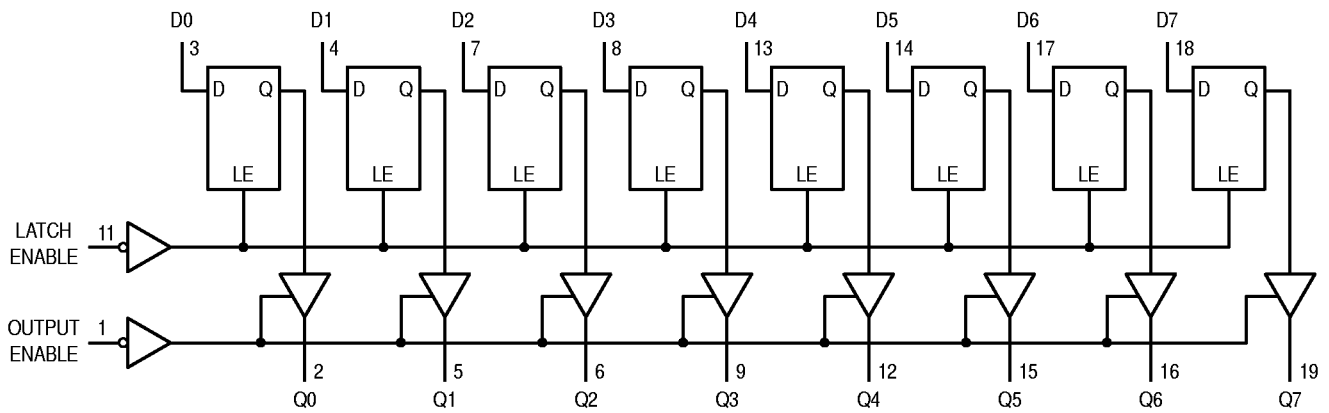 D0 D1 D2 D3 D4 D5 D6 D7
3 4 7 8 13 14 17 18
D Q D Q D Q D Q D Q D Q D Q D Q
LE LE LE LE LE LE LE LE
LATCH
ENABLE
11
OUTPUT
ENABLE
1
2 5 6 9 12 15 16 19
Q0 Q1 Q2 Q3 Q4 Q5 Q6 Q7